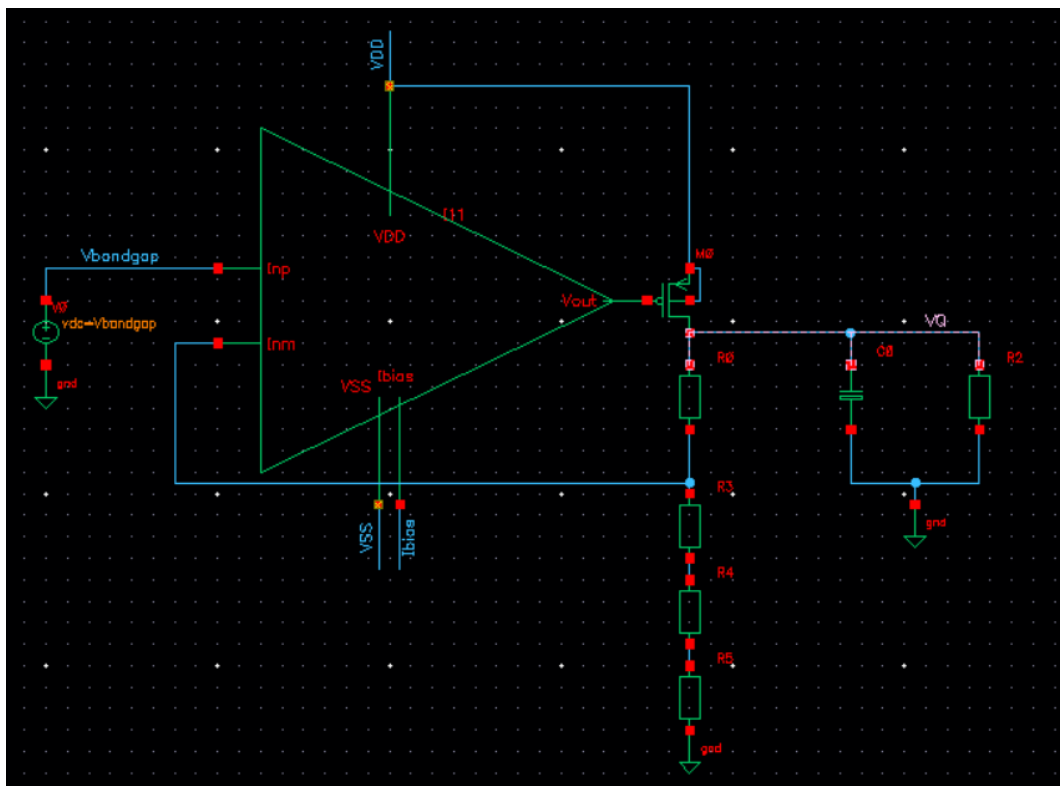 VDD
I11
VDD
M0
Vbandgap
Inp
Vout
V0
vdc=Vbandgap
VQ
Inm
R0
C0
R2
gnd
VSS
Ibias
R3
VSS
Ibias
gnd
R4
R5
gnd